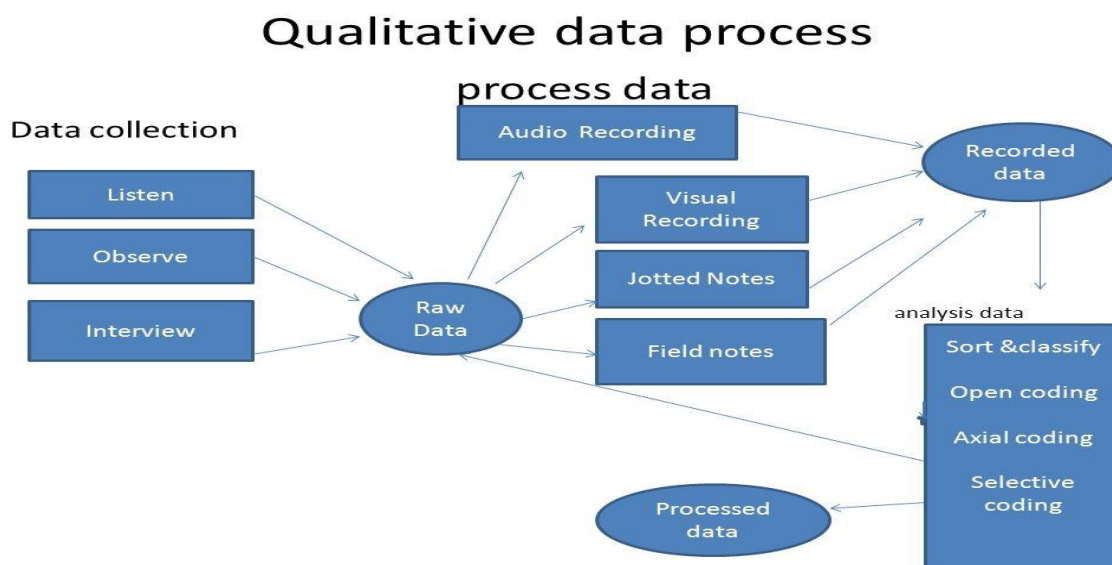 Qualitative data process
process data
Data collection
Audio Recording
Recorded
data
Listen
Visual
Recording
Observe
Jotted Notes
Interview
Raw
Data
Field notes
analysis data
Sort &classify
Open coding
Axial coding
Selective
coding
Processed
data